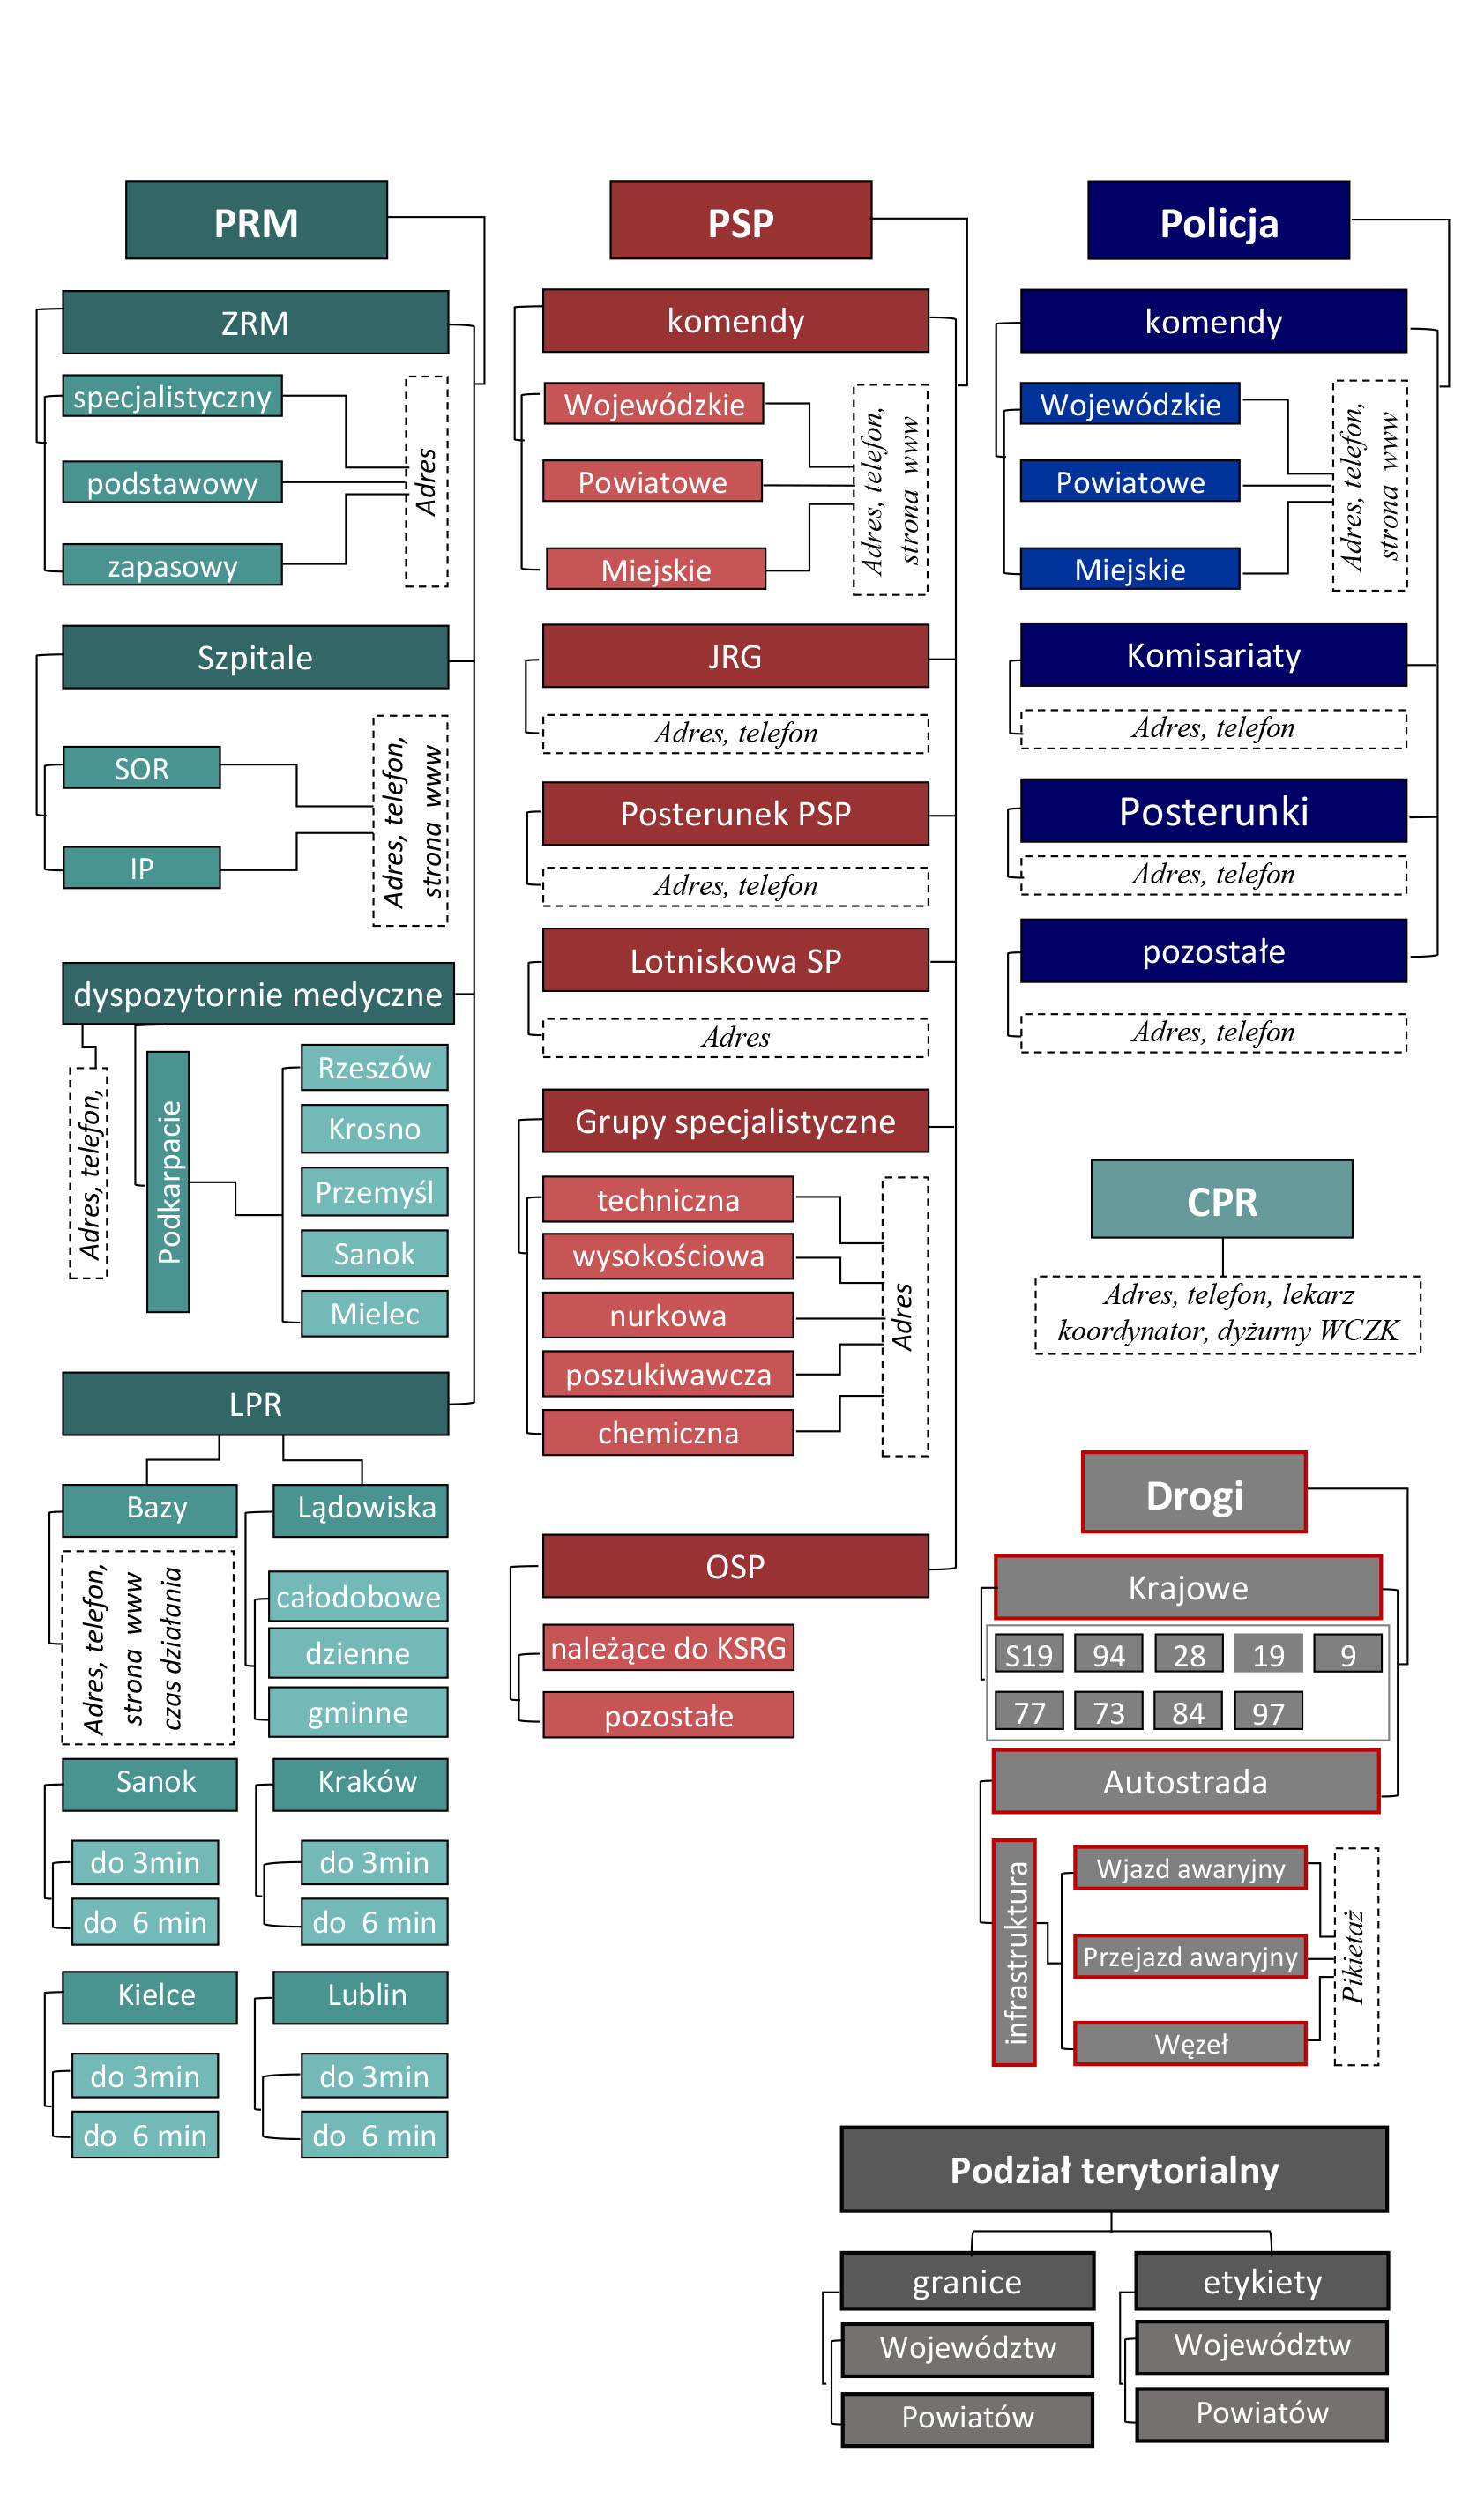 PRM
ZRM
specjalistyczny
podstawowy
zapasowy
Adres
Szpitale
SOR
IP
Adres, telefon,
strona www
dyspozytornie medyczne
Adres, telefon,
Podkarpacie
Rzeszów
Krosno
Przemyśl
Sanok
Mielec
LPR
Bazy
Adres, telefon,
strona www
czas działania
Lądowiska
całodobowe
dzienne
gminne
Sanok
do 3min
do 6 min
Kraków
do 3min
do 6 min
Kielce
do 3min
do 6 min
Lublin
do 3min
do 6 min
PSP
komendy
Wojewódzkie
Powiatowe
Miejskie
Adres, telefon,
strona www
JRG
Adres, telefon
Posterunek PSP
Adres, telefon
Lotniskowa SP
Adres
Grupy specjalistyczne
techniczna
wysokościowa
nurkowa
poszukiwawcza
chemiczna
Adres
OSP
należące do KSRG
pozostałe
Policja
komendy
Wojewódzkie
Powiatowe
Miejskie
Adres, telefon,
strona www
Komisariaty
Adres, telefon
Posterunki
Adres, telefon
pozostałe
Adres, telefon
CPR
Adres, telefon, lekarz
koordynator, dyżurny WCZK
Drogi
Krajowe
S19 94 28 19 9
77 73 84 97
Autostrada
infrastruktura
Wjazd awaryjny
Przejazd awaryjny
Węzeł
Pikietaż
Podział terytorialny
granice
Województw
Powiatów
etykiety
Województw
Powiatów